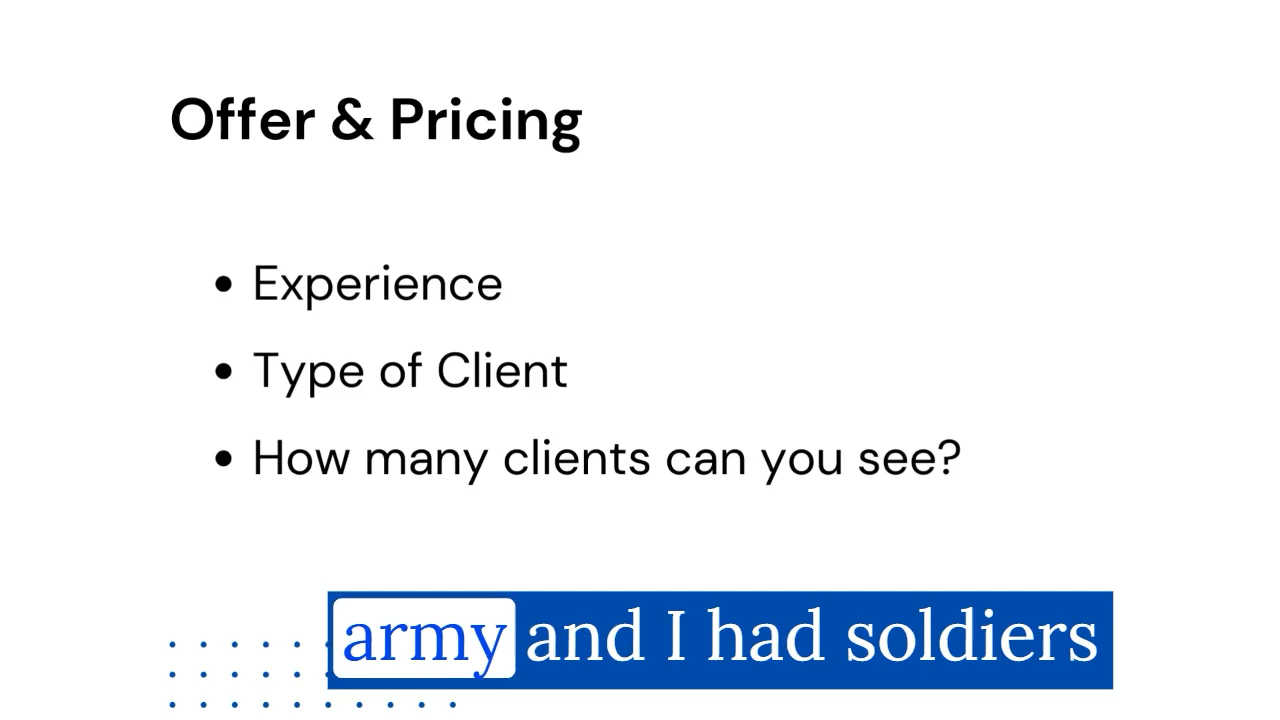 Offer & Pricing
• Experience
• Type of Client
• How many clients can you see?
army and I had soldiers